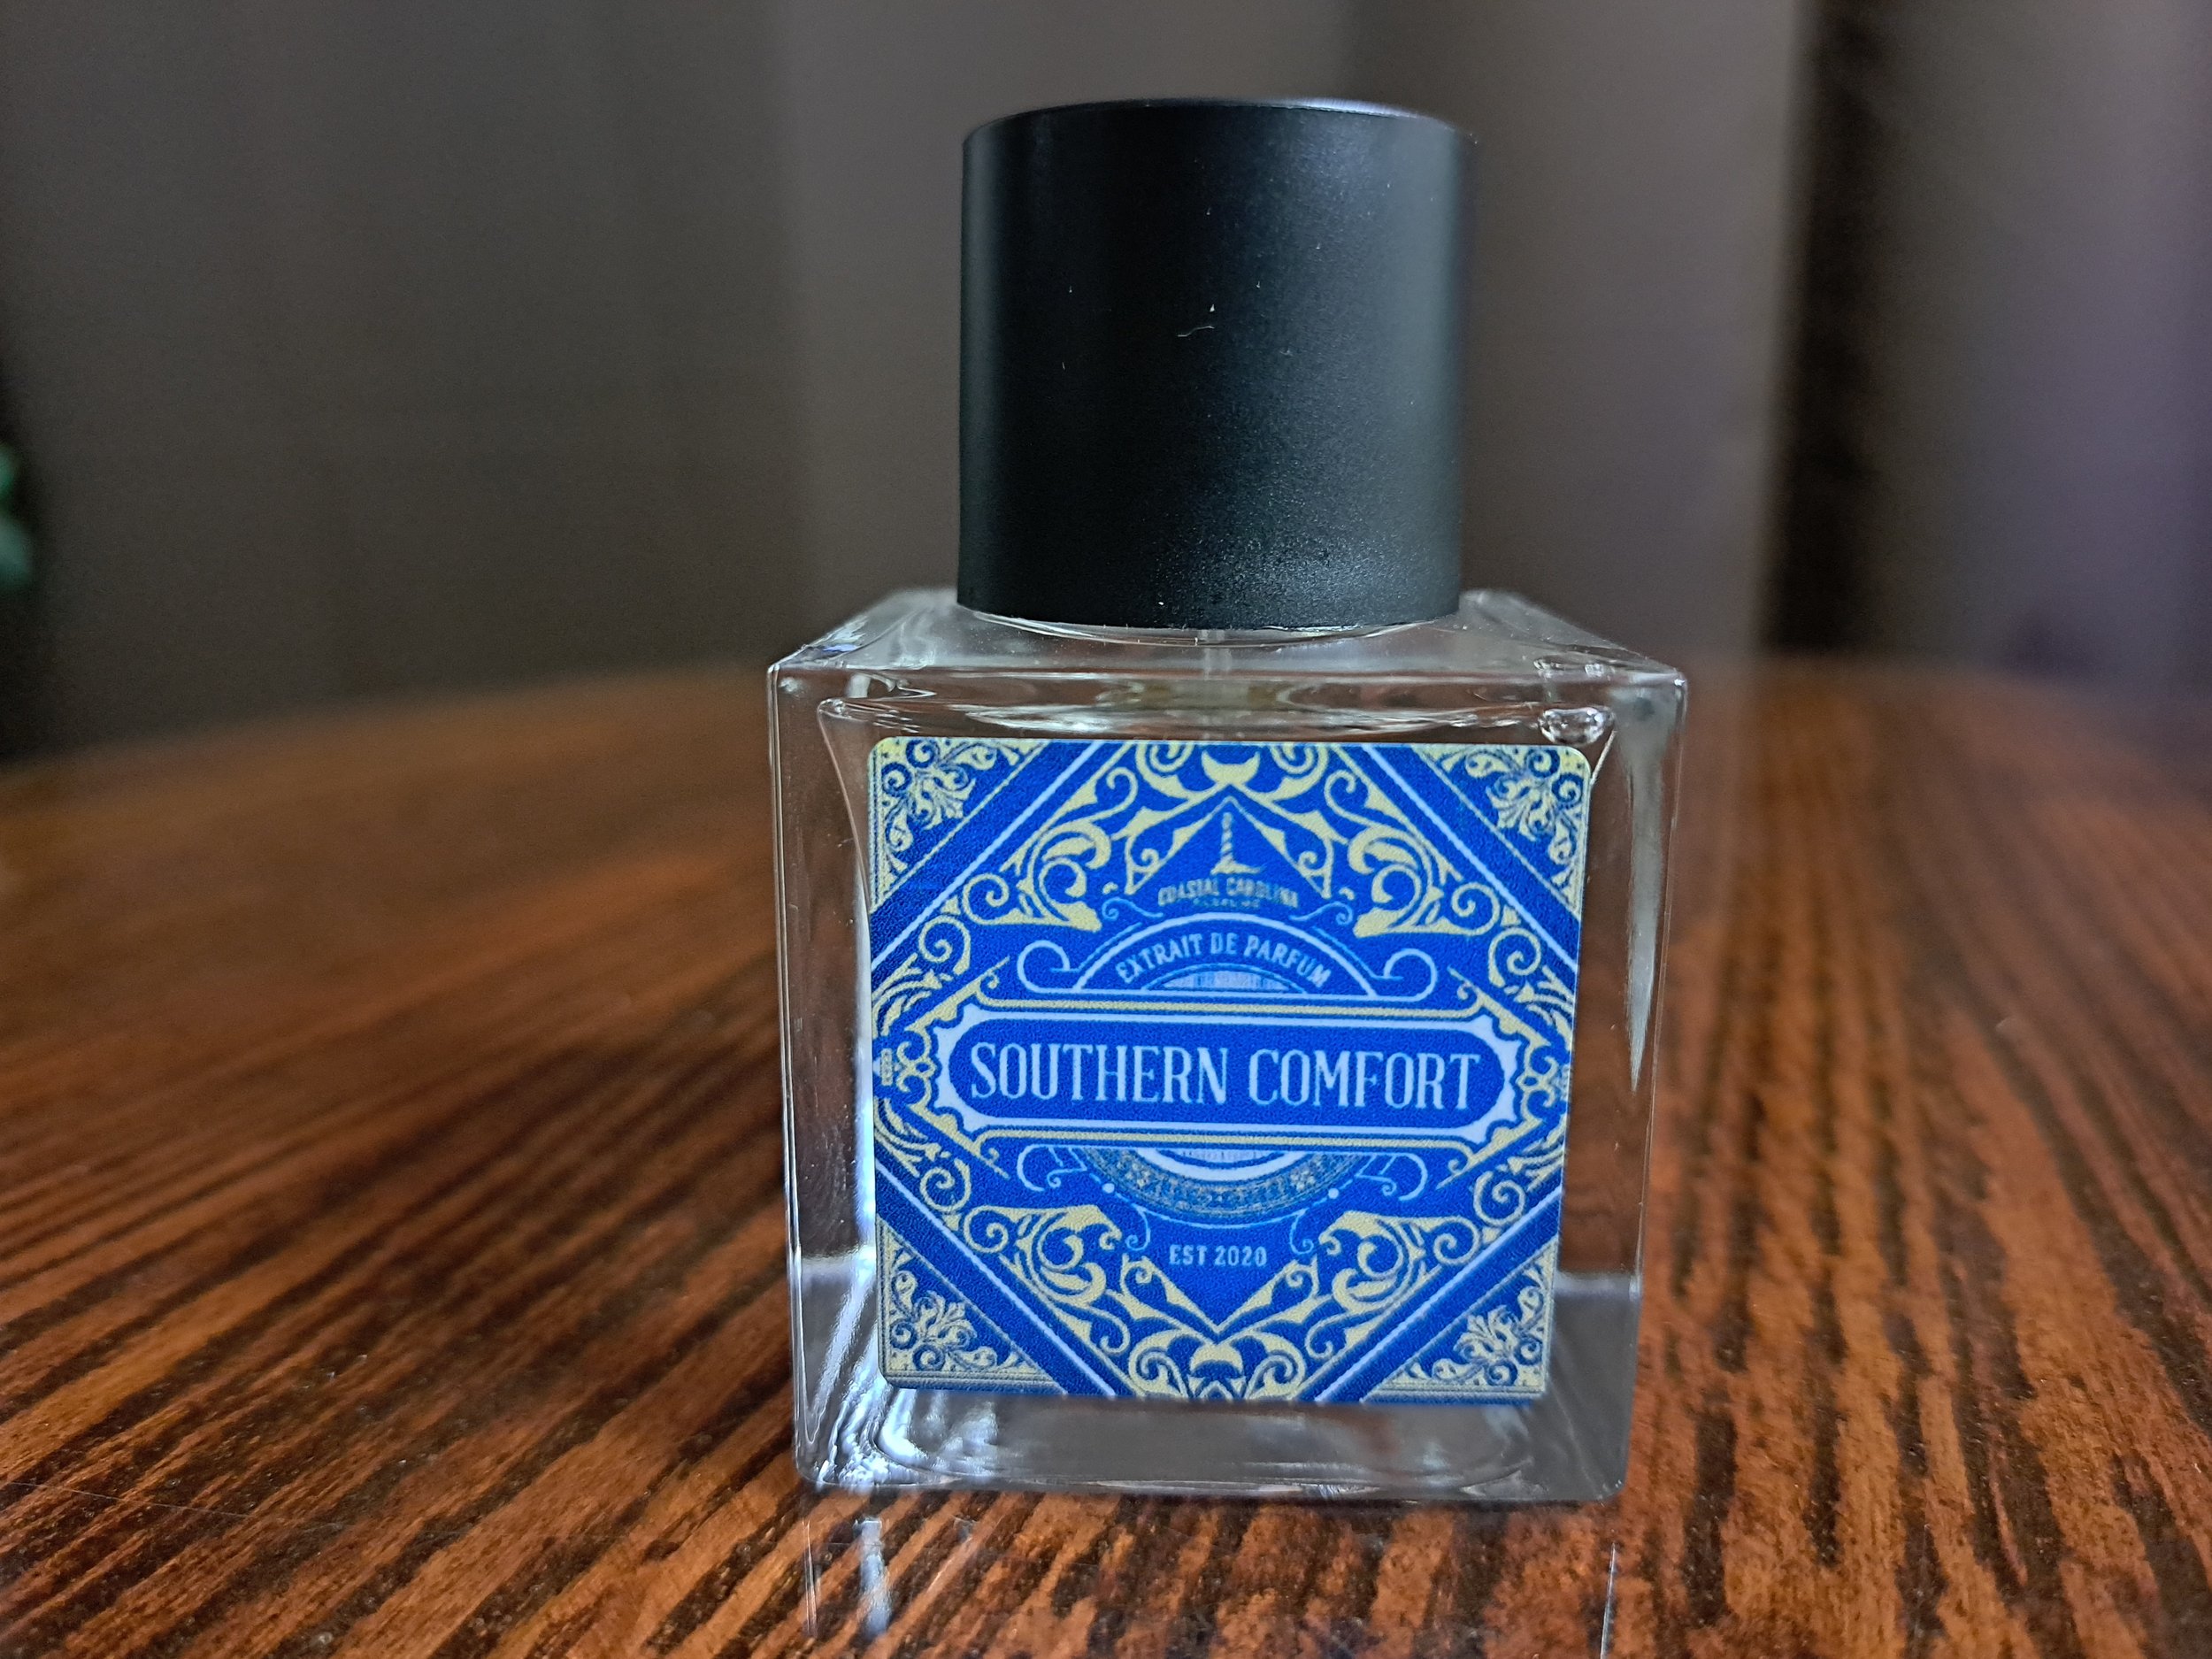 COASTAL CAROLINA
EXTRAIT DE PARFUM
SOUTHERN COMFORT
EST 2020